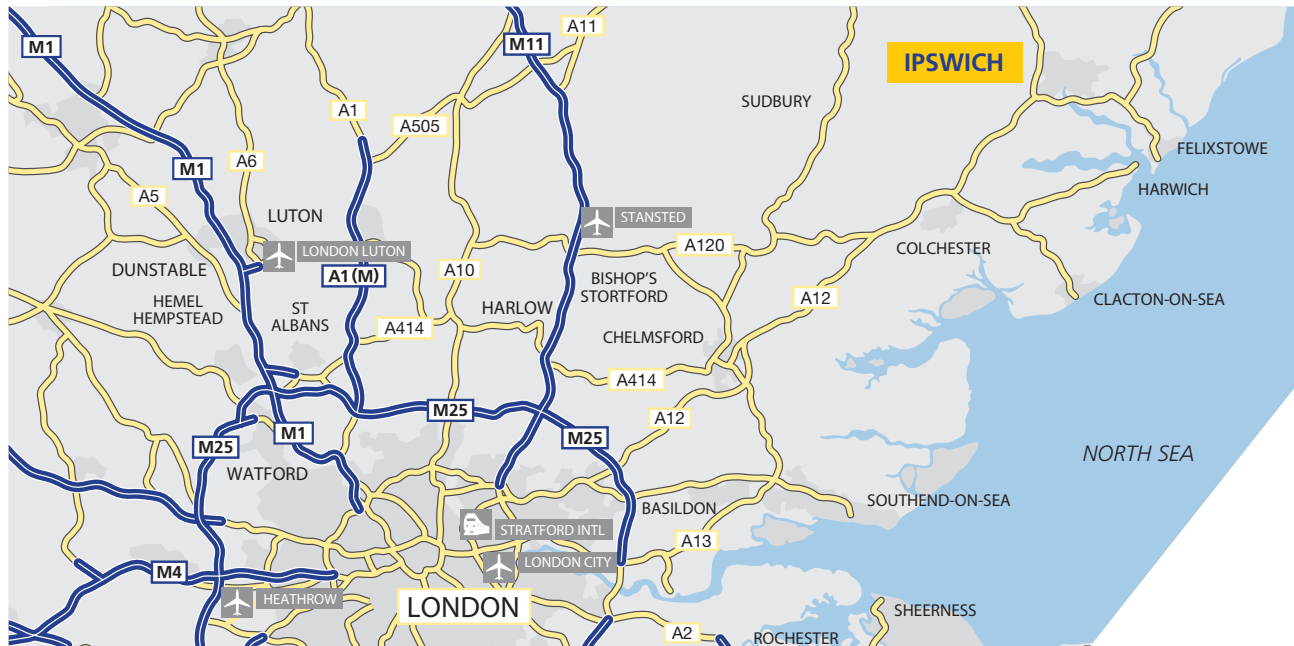 M1
M11
A11
IPSWICH
SUDBURY
A1
A505
FELIXSTOWE
M1
A6
A5
HARWICH
LUTON
STANSTED
LONDON LUTON
A120
COLCHESTER
DUNSTABLE
A1(M)
A10
BISHOP'S
STORTFORD
HEMEL
HEMPSTEAD
ST
ALBANS
HARLOW
A12
CLACTON-ON-SEA
A414
CHELMSFORD
A414
M25
A12
M25
M1
M25
NORTH SEA
WATFORD
SOUTHEND-ON-SEA
BASILDON
STRATFORD INTL
A13
LONDON CITY
M4
HEATHROW
LONDON
SHEERNESS
A2
ROCHESTER